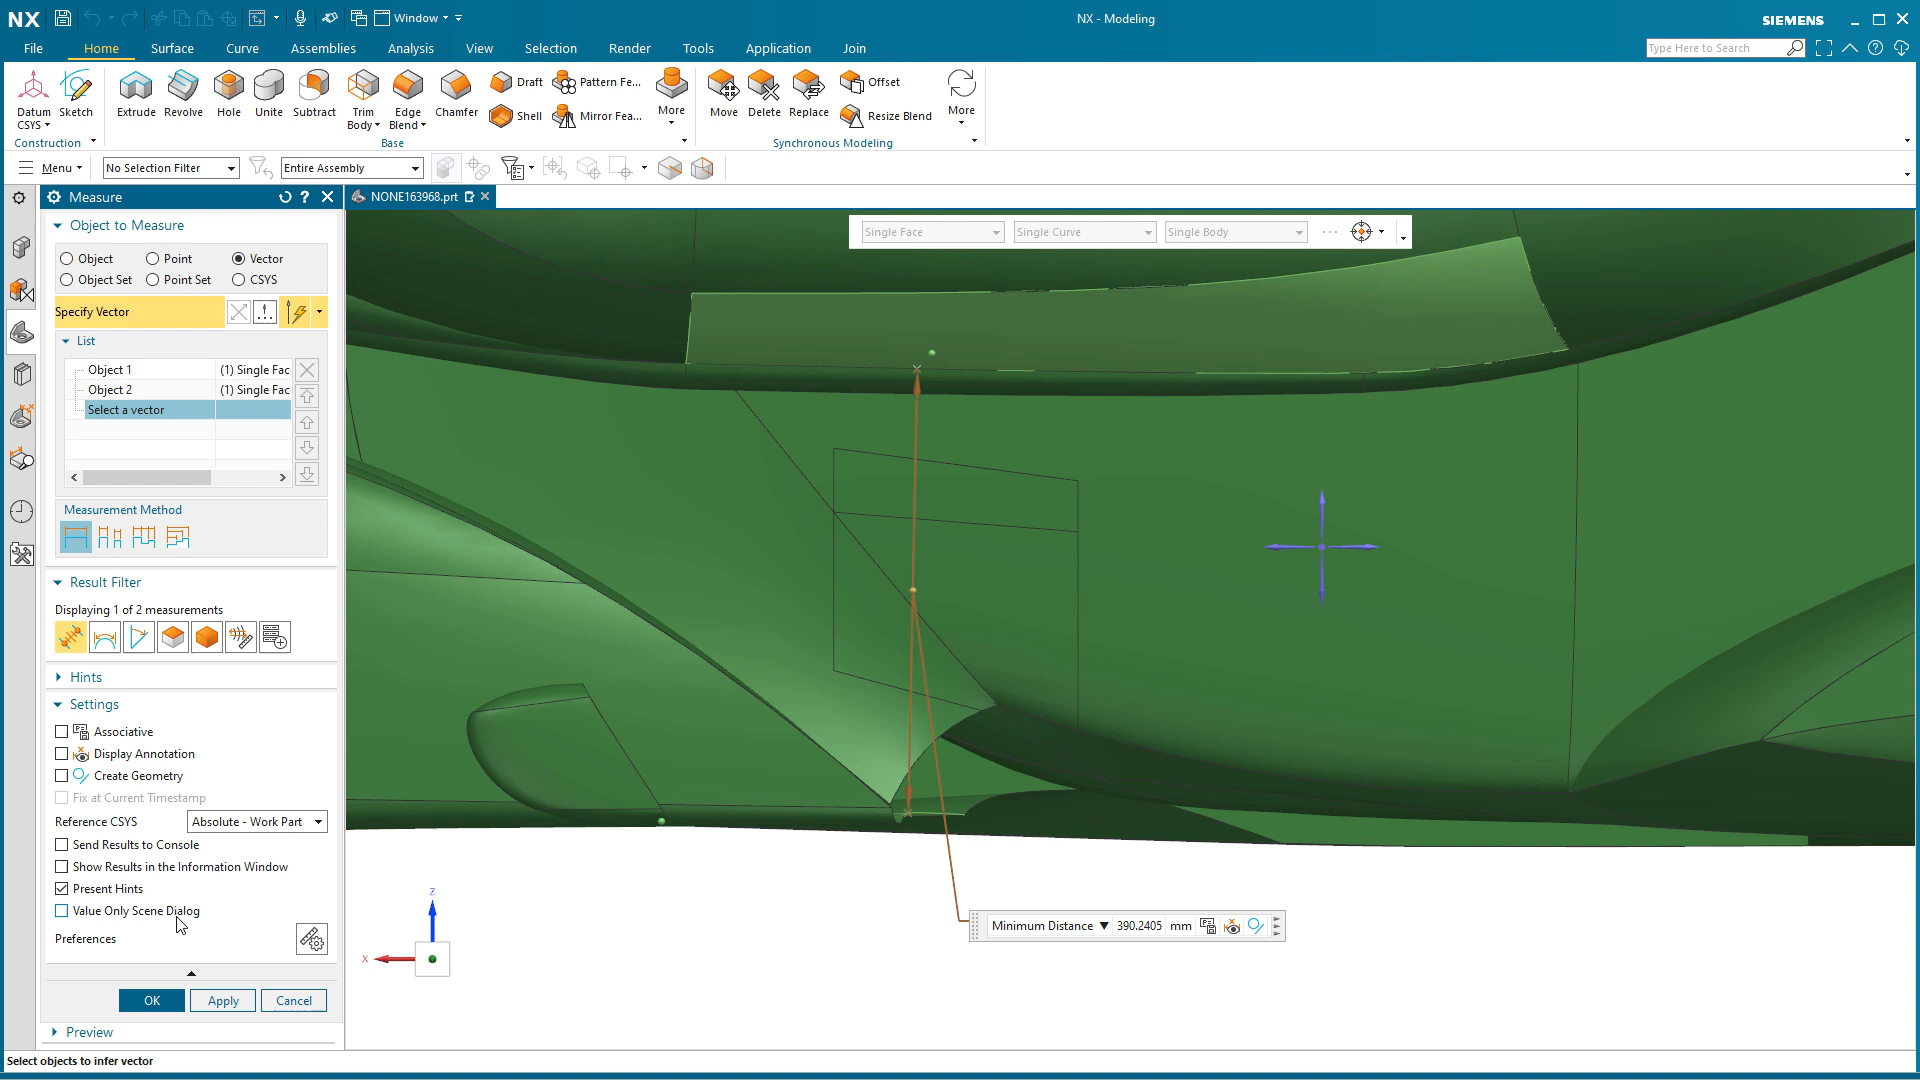 NX
Window
NX - Modeling
SIEMENS
File
Home
Surface
Curve
Assemblies
Analysis
View
Selection
Render
Tools
Application
Join
Type Here to Search
Datum CSYS
Sketch
Extrude
Revolve
Hole
Unite
Subtract
Trim Body
Edge Blend
Chamfer
Draft
Shell
Pattern Fe...
Mirror Fea...
More
Move
Delete
Replace
Offset
Resize Blend
More
Construction
Base
Synchronous Modeling
Menu
No Selection Filter
Entire Assembly
Measure
NONE163968.prt
Single Face
Single Curve
Single Body
Object to Measure
Object
Point
Vector
Object Set
Point Set
CSYS
Specify Vector
List
Object 1 (1) Single Fac
Object 2 (1) Single Fac
Select a vector
Measurement Method
Result Filter
Displaying 1 of 2 measurements
Hints
Settings
Associative
Display Annotation
Create Geometry
Fix at Current Timestamp
Reference CSYS Absolute - Work Part
Send Results to Console
Show Results in the Information Window
Present Hints
Value Only Scene Dialog
Preferences
OK
Apply
Cancel
Preview
Z
X
Minimum Distance 390.2405 mm
Select objects to infer vector